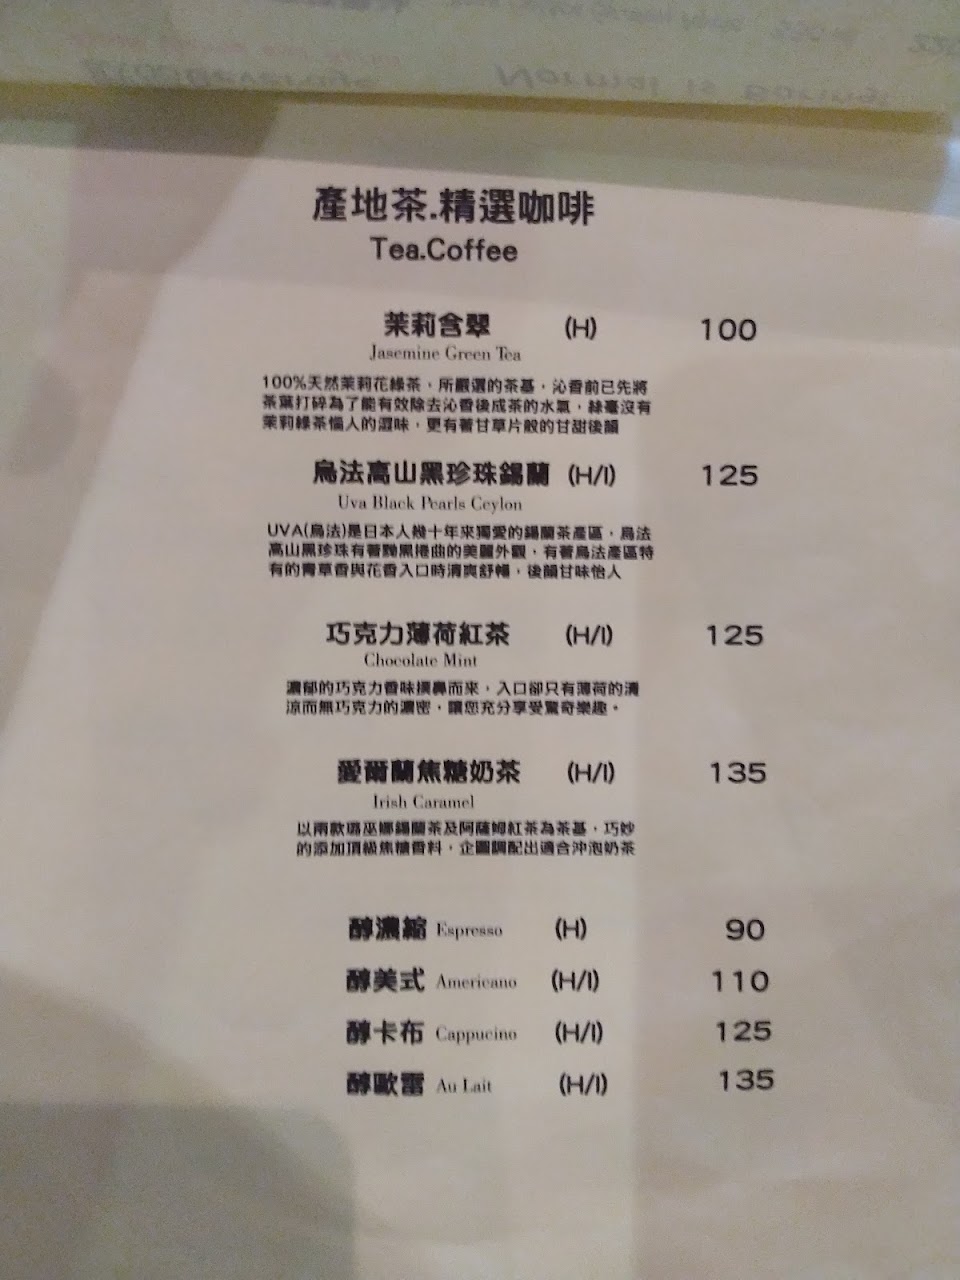 Normal is Boring!
產地茶.精選咖啡
Tea.Coffee
茉莉含翠 (H) 100
Jasemine Green Tea
100%天然茉莉花綠茶，所嚴選的茶基，沁香前已先將
茶葉打碎為了能有效除去沁香後成茶的水氣，絲毫沒有
茉莉綠茶惱人的澀味，更有著甘草片般的甘甜後韻
烏法高山黑珍珠錫蘭 (H/I) 125
Uva Black Pearls Ceylon
UVA(烏法)是日本人幾十年來獨愛的錫蘭茶產區，烏法
高山黑珍珠有著黝黑捲曲的美麗外觀，有著烏法產區特
有的青草香與花香入口時清爽舒暢，後韻甘味怡人
巧克力薄荷紅茶 (H/I) 125
Chocolate Mint
濃郁的巧克力香味撲鼻而來，入口卻只有薄荷的清
涼而無巧克力的濃密，讓您充分享受驚奇樂趣。
愛爾蘭焦糖奶茶 (H/I) 135
Irish Caramel
以兩款璐巫娜錫蘭茶及阿薩姆紅茶為茶基，巧妙
的添加頂級焦糖香料，企圖調配出適合沖泡奶茶
醇濃縮 Espresso (H) 90
醇美式 Americano (H/I) 110
醇卡布 Cappucino (H/I) 125
醇歐雷 Au Lait (H/I) 135